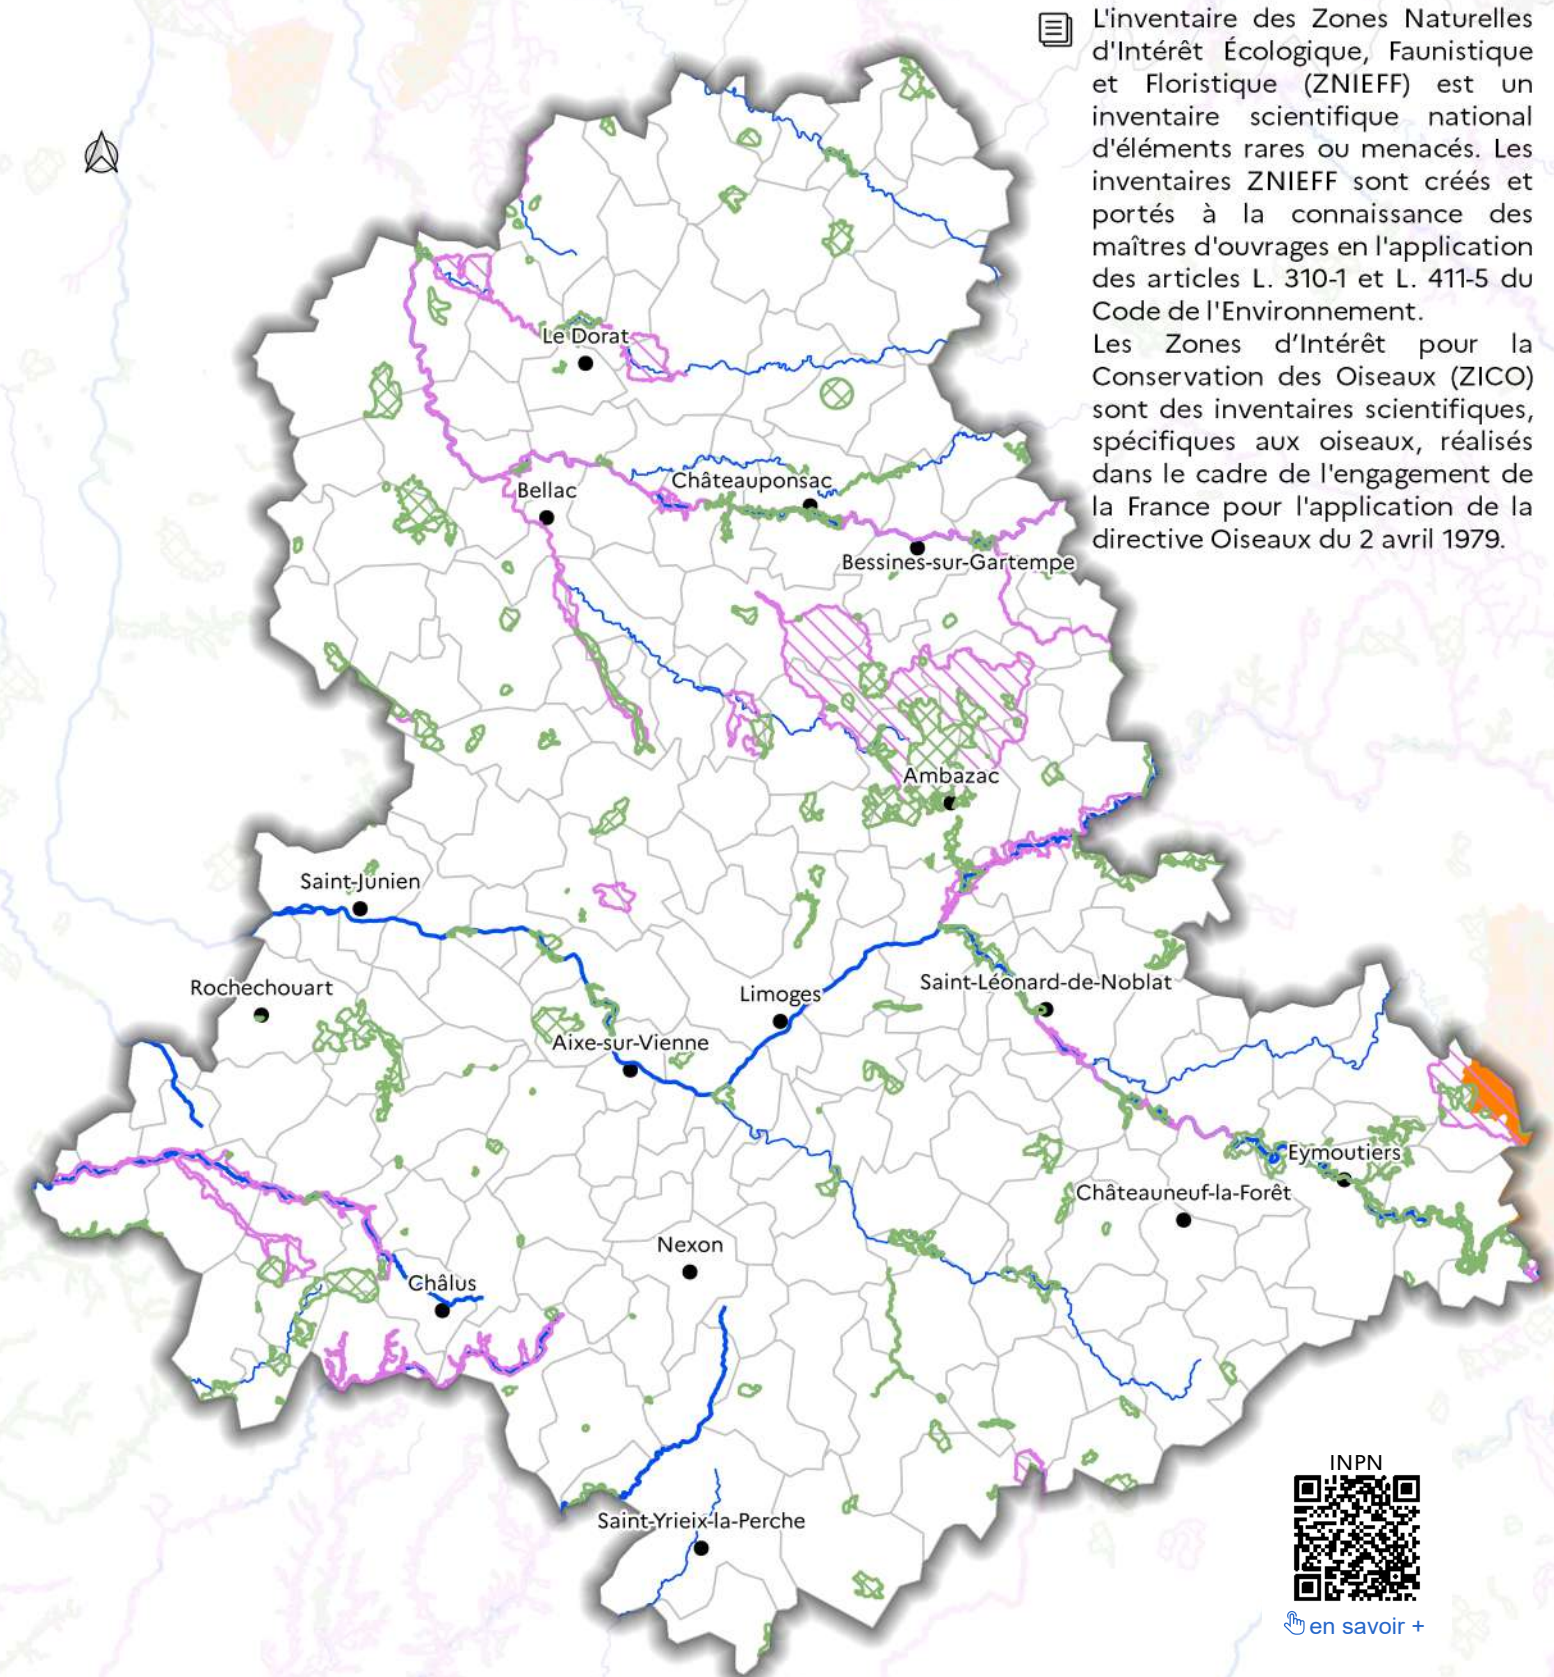 L'inventaire des Zones Naturelles
d'Intérêt Écologique, Faunistique
et Floristique (ZNIEFF) est un
inventaire scientifique national
d'éléments rares ou menacés. Les
inventaires ZNIEFF sont créés et
portés à la connaissance des
maîtres d'ouvrages en l'application
des articles L. 310-1 et L. 411-5 du
Code de l'Environnement.
Les Zones d’Intérêt pour la
Conservation des Oiseaux (ZICO)
sont des inventaires scientifiques,
spécifiques aux oiseaux, réalisés
dans le cadre de l'engagement de
la France pour l'application de la
directive Oiseaux du 2 avril 1979.
Le Dorat
Châteauponsac
Bellac
Bessines-sur-Gartempe
Ambazac
Saint-Junien
Rochechouart
Limoges
Saint-Léonard-de-Noblat
Aixe-sur-Vienne
Eymoutiers
Châteauneuf-la-Forêt
Nexon
Châlus
Saint-Yrieix-la-Perche
INPN
en savoir +